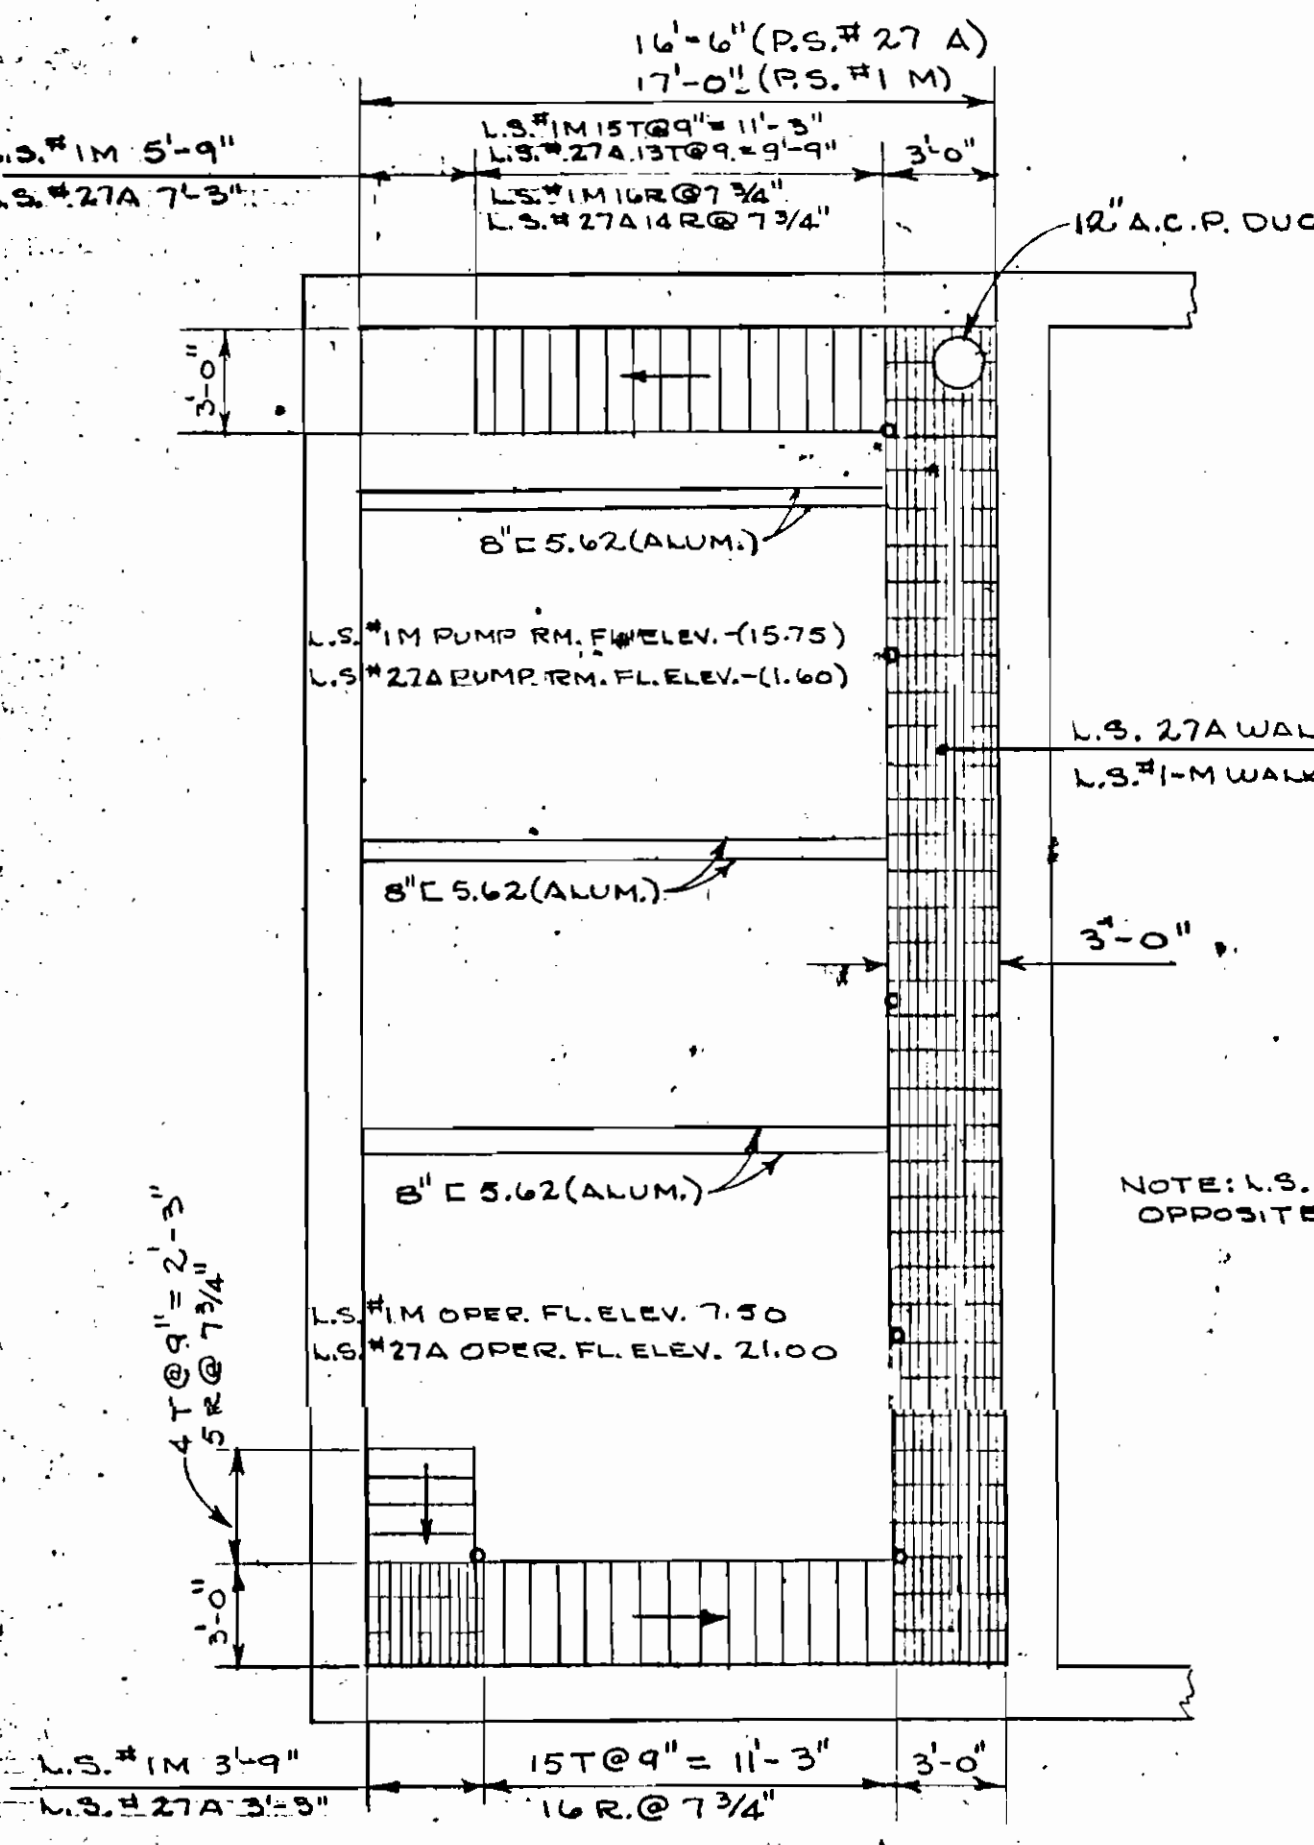 16'-6" (P.S.# 27 A)
17'-0" (P.S. #1 M)
L.S.#1M 15T@9"= 11'-3"
L.S.#27A.13T@9.= 9'-9"
3'-0"
.S.#1M 5'-9"
.S.#27A 7'-3"
L.S.#1M 16R@7 3/4"
L.S.#27A 14R@ 7 3/4"
12" A.C.P. DUC
3'-0"
8"[ 5.62 (ALUM.)
L.S.#1M PUMP RM. FL. ELEV. -(15.75)
L.S.#27A PUMP. RM. FL. ELEV. -(1.60)
L.S. 27A WAL
L.S.#1-M WALK
8"[ 5.62 (ALUM.)
3'-0"
8" [ 5.62 (ALUM.)
NOTE: L.S.
OPPOSITE
4 T@9"= 2'-3"
5 R@ 7 3/4"
L.S.#1M OPER. FL. ELEV. 7.50
L.S.#27A OPER. FL. ELEV. 21.00
3'-0"
L.S.#1M 3'-9"
L.S.#27A 3'-3"
15T@9"= 11'-3"
16 R.@ 7 3/4"
3'-0"